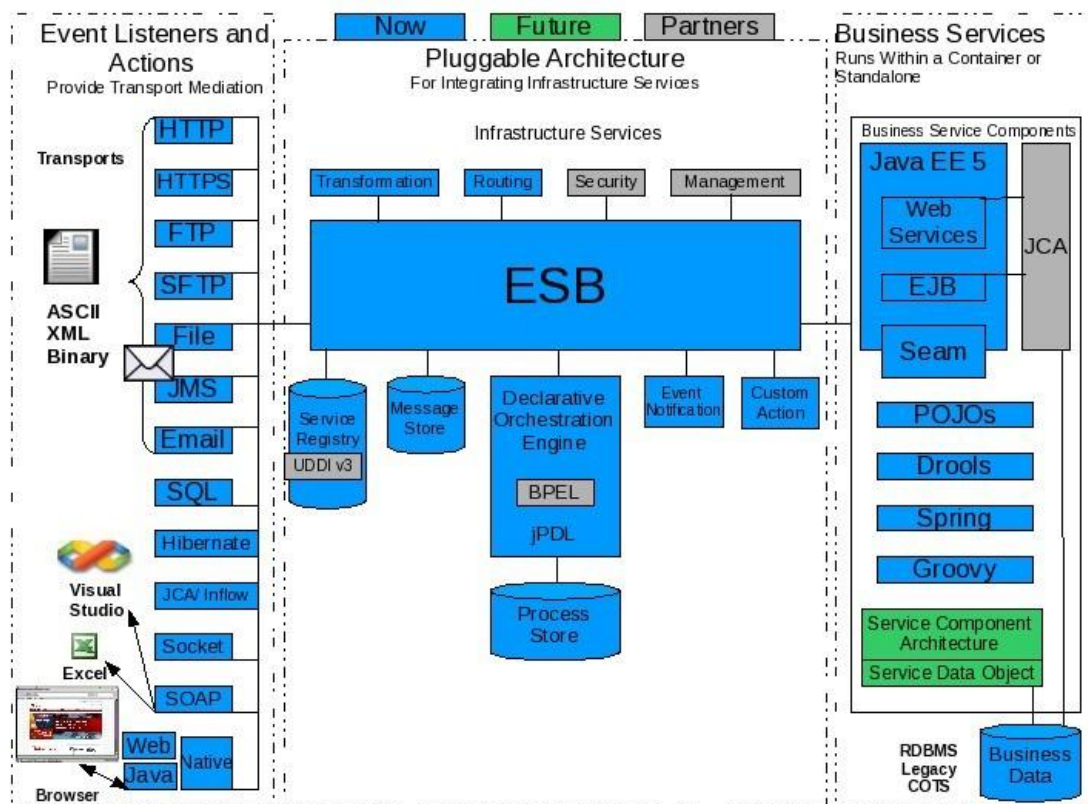 Now
Future
Partners
Event Listeners and
Actions
Provide Transport Mediation
Transports
ASCII
XML
Binary
HTTP
HTTPS
FTP
SFTP
File
JMS
Email
SQL
Hibernate
JCA/ Inflow
Socket
SOAP
Web
Java
Native
Visual
Studio
Excel
Browser
Pluggable Architecture
For Integrating Infrastructure Services
Infrastructure Services
Transformation
Routing
Security
Management
ESB
Service
Registry
UDDI v3
Message
Store
Declarative
Orchestration
Engine
BPEL
jPDL
Process
Store
Event
Notification
Custom
Action
Business Services
Runs Within a Container or
Standalone
Business Service Components
Java EE 5
Web
Services
EJB
Seam
JCA
POJOs
Drools
Spring
Groovy
Service Component
Architecture
Service Data Object
RDBMS
Legacy
COTS
Business
Data